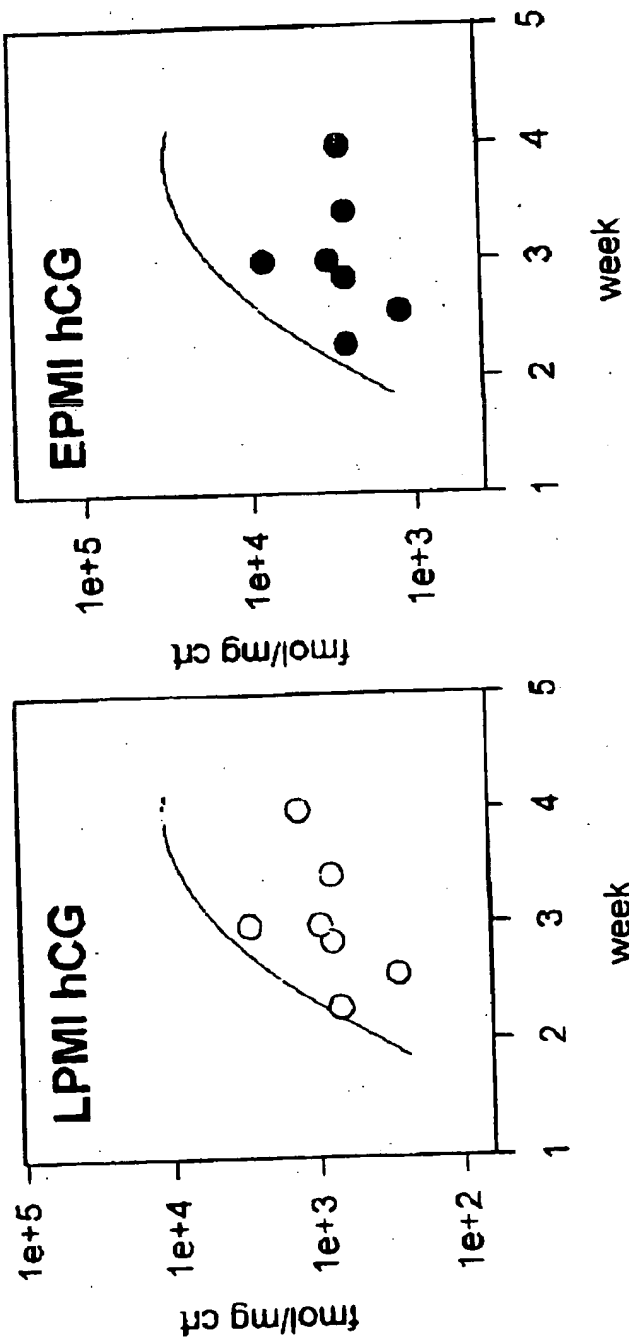 LPMI hCG
fmol/mg crt
1e+5
1e+4
1e+3
1e+2
1
2
3
4
5
week
EPMI hCG
fmol/mg crt
1e+5
1e+4
1e+3
1
2
3
4
5
week